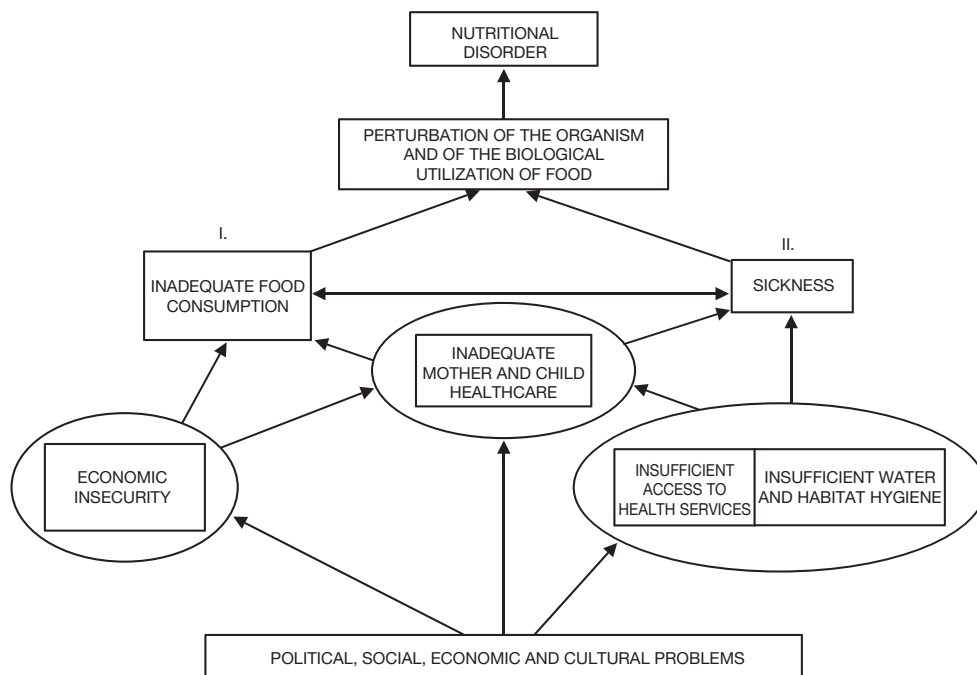 NUTRITIONAL
DISORDER
PERTURBATION OF THE ORGANISM
AND OF THE BIOLOGICAL
UTILIZATION OF FOOD
I.
INADEQUATE FOOD
CONSUMPTION
II.
SICKNESS
INADEQUATE
MOTHER AND CHILD
HEALTHCARE
ECONOMIC
INSECURITY
INSUFFICIENT
ACCESS TO
HEALTH SERVICES
INSUFFICIENT WATER
AND HABITAT HYGIENE
POLITICAL, SOCIAL, ECONOMIC AND CULTURAL PROBLEMS